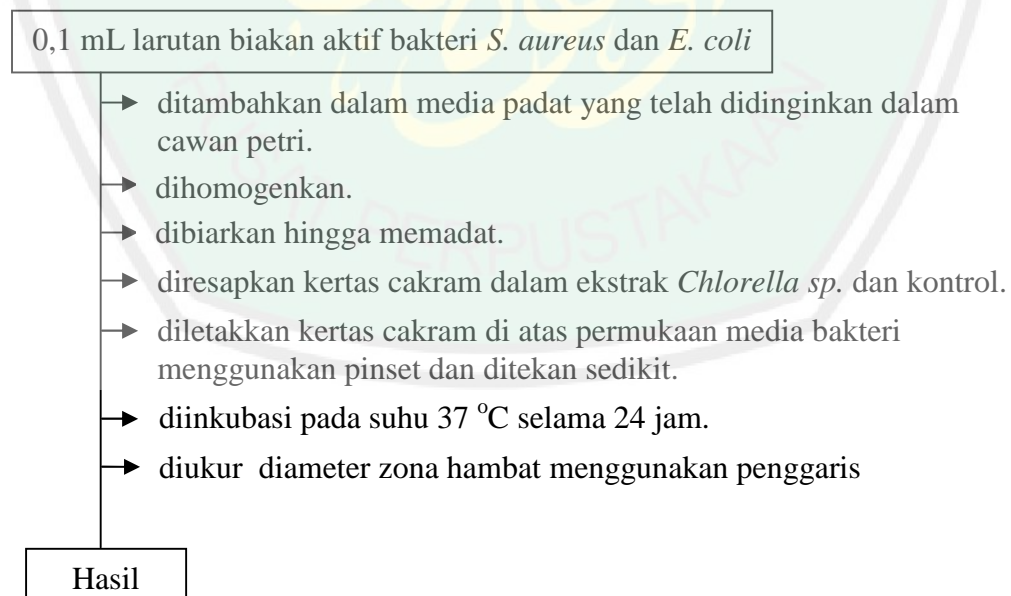 0,1 mL larutan biakan aktif bakteri S. aureus dan E. coli
ditambahkan dalam media padat yang telah didinginkan dalam
cawan petri.
dihomogenkan.
dibiarkan hingga memadat.
diresapkan kertas cakram dalam ekstrak Chlorella sp. dan kontrol.
diletakkan kertas cakram di atas permukaan media bakteri
menggunakan pinset dan ditekan sedikit.
diinkubasi pada suhu 37 °C selama 24 jam.
diukur diameter zona hambat menggunakan penggaris
Hasil